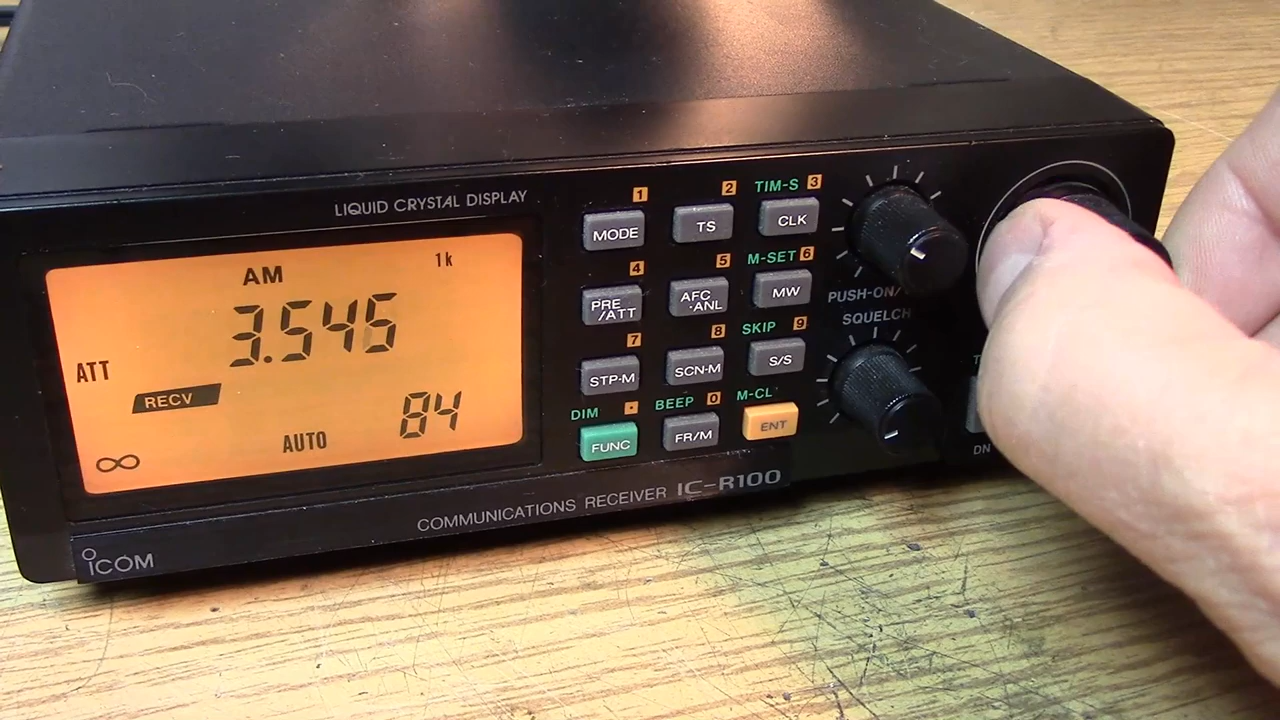 LIQUID CRYSTAL DISPLAY
AM
1k
3.545
ATT
RECV
84
AUTO
∞
1
2
TIM-S 3
MODE
TS
CLK
4
5
M-SET 6
PRE /ATT
AFC ·ANL
MW
7
8
SKIP 9
STP-M
SCN-M
S/S
DIM ·
BEEP 0
M-CL
FUNC
FR/M
ENT
PUSH-ON/
SQUELCH
DN
COMMUNICATIONS RECEIVER IC-R100
ICOM